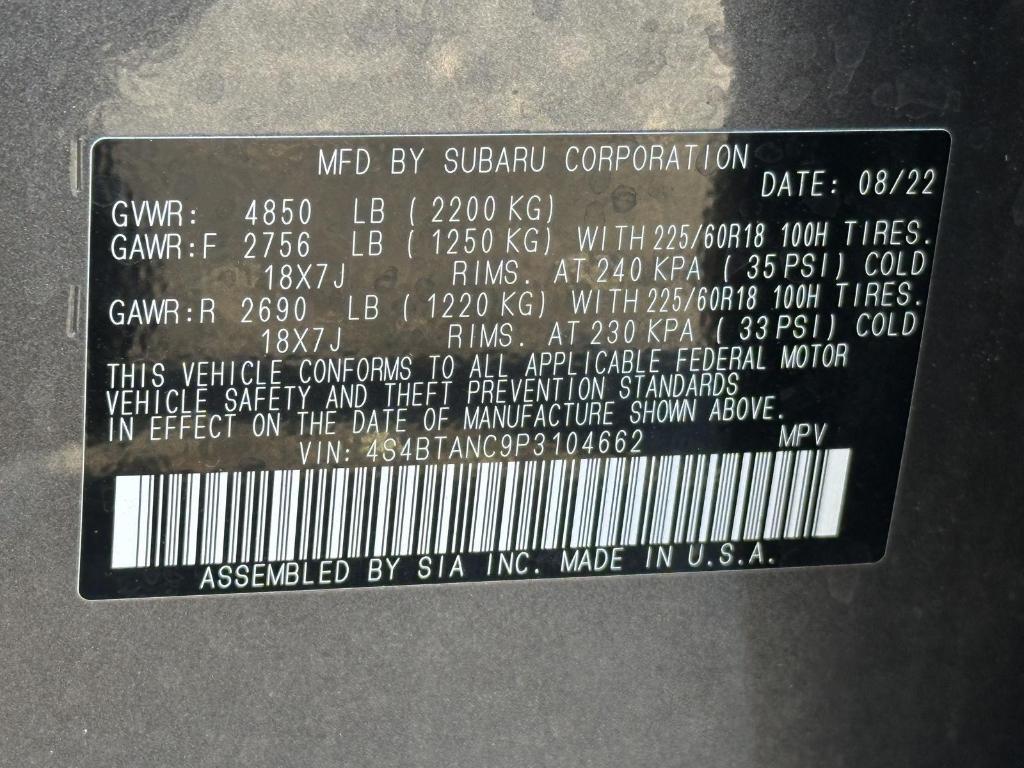 MFD BY SUBARU CORPORATION
DATE: 08/22
GVWR: 4850 LB ( 2200 KG)
GAWR:F 2756 LB ( 1250 KG) WITH 225/60R18 100H TIRES.
18X7J RIMS. AT 240 KPA ( 35 PSI) COLD
GAWR:R 2690 LB ( 1220 KG) WITH 225/60R18 100H TIRES.
18X7J RIMS. AT 230 KPA ( 33 PSI) COLD
THIS VEHICLE CONFORMS TO ALL APPLICABLE FEDERAL MOTOR
VEHICLE SAFETY AND THEFT PREVENTION STANDARDS
IN EFFECT ON THE DATE OF MANUFACTURE SHOWN ABOVE.
VIN: 4S4BTANC9P3104662 MPV
ASSEMBLED BY SIA INC. MADE IN U.S.A.